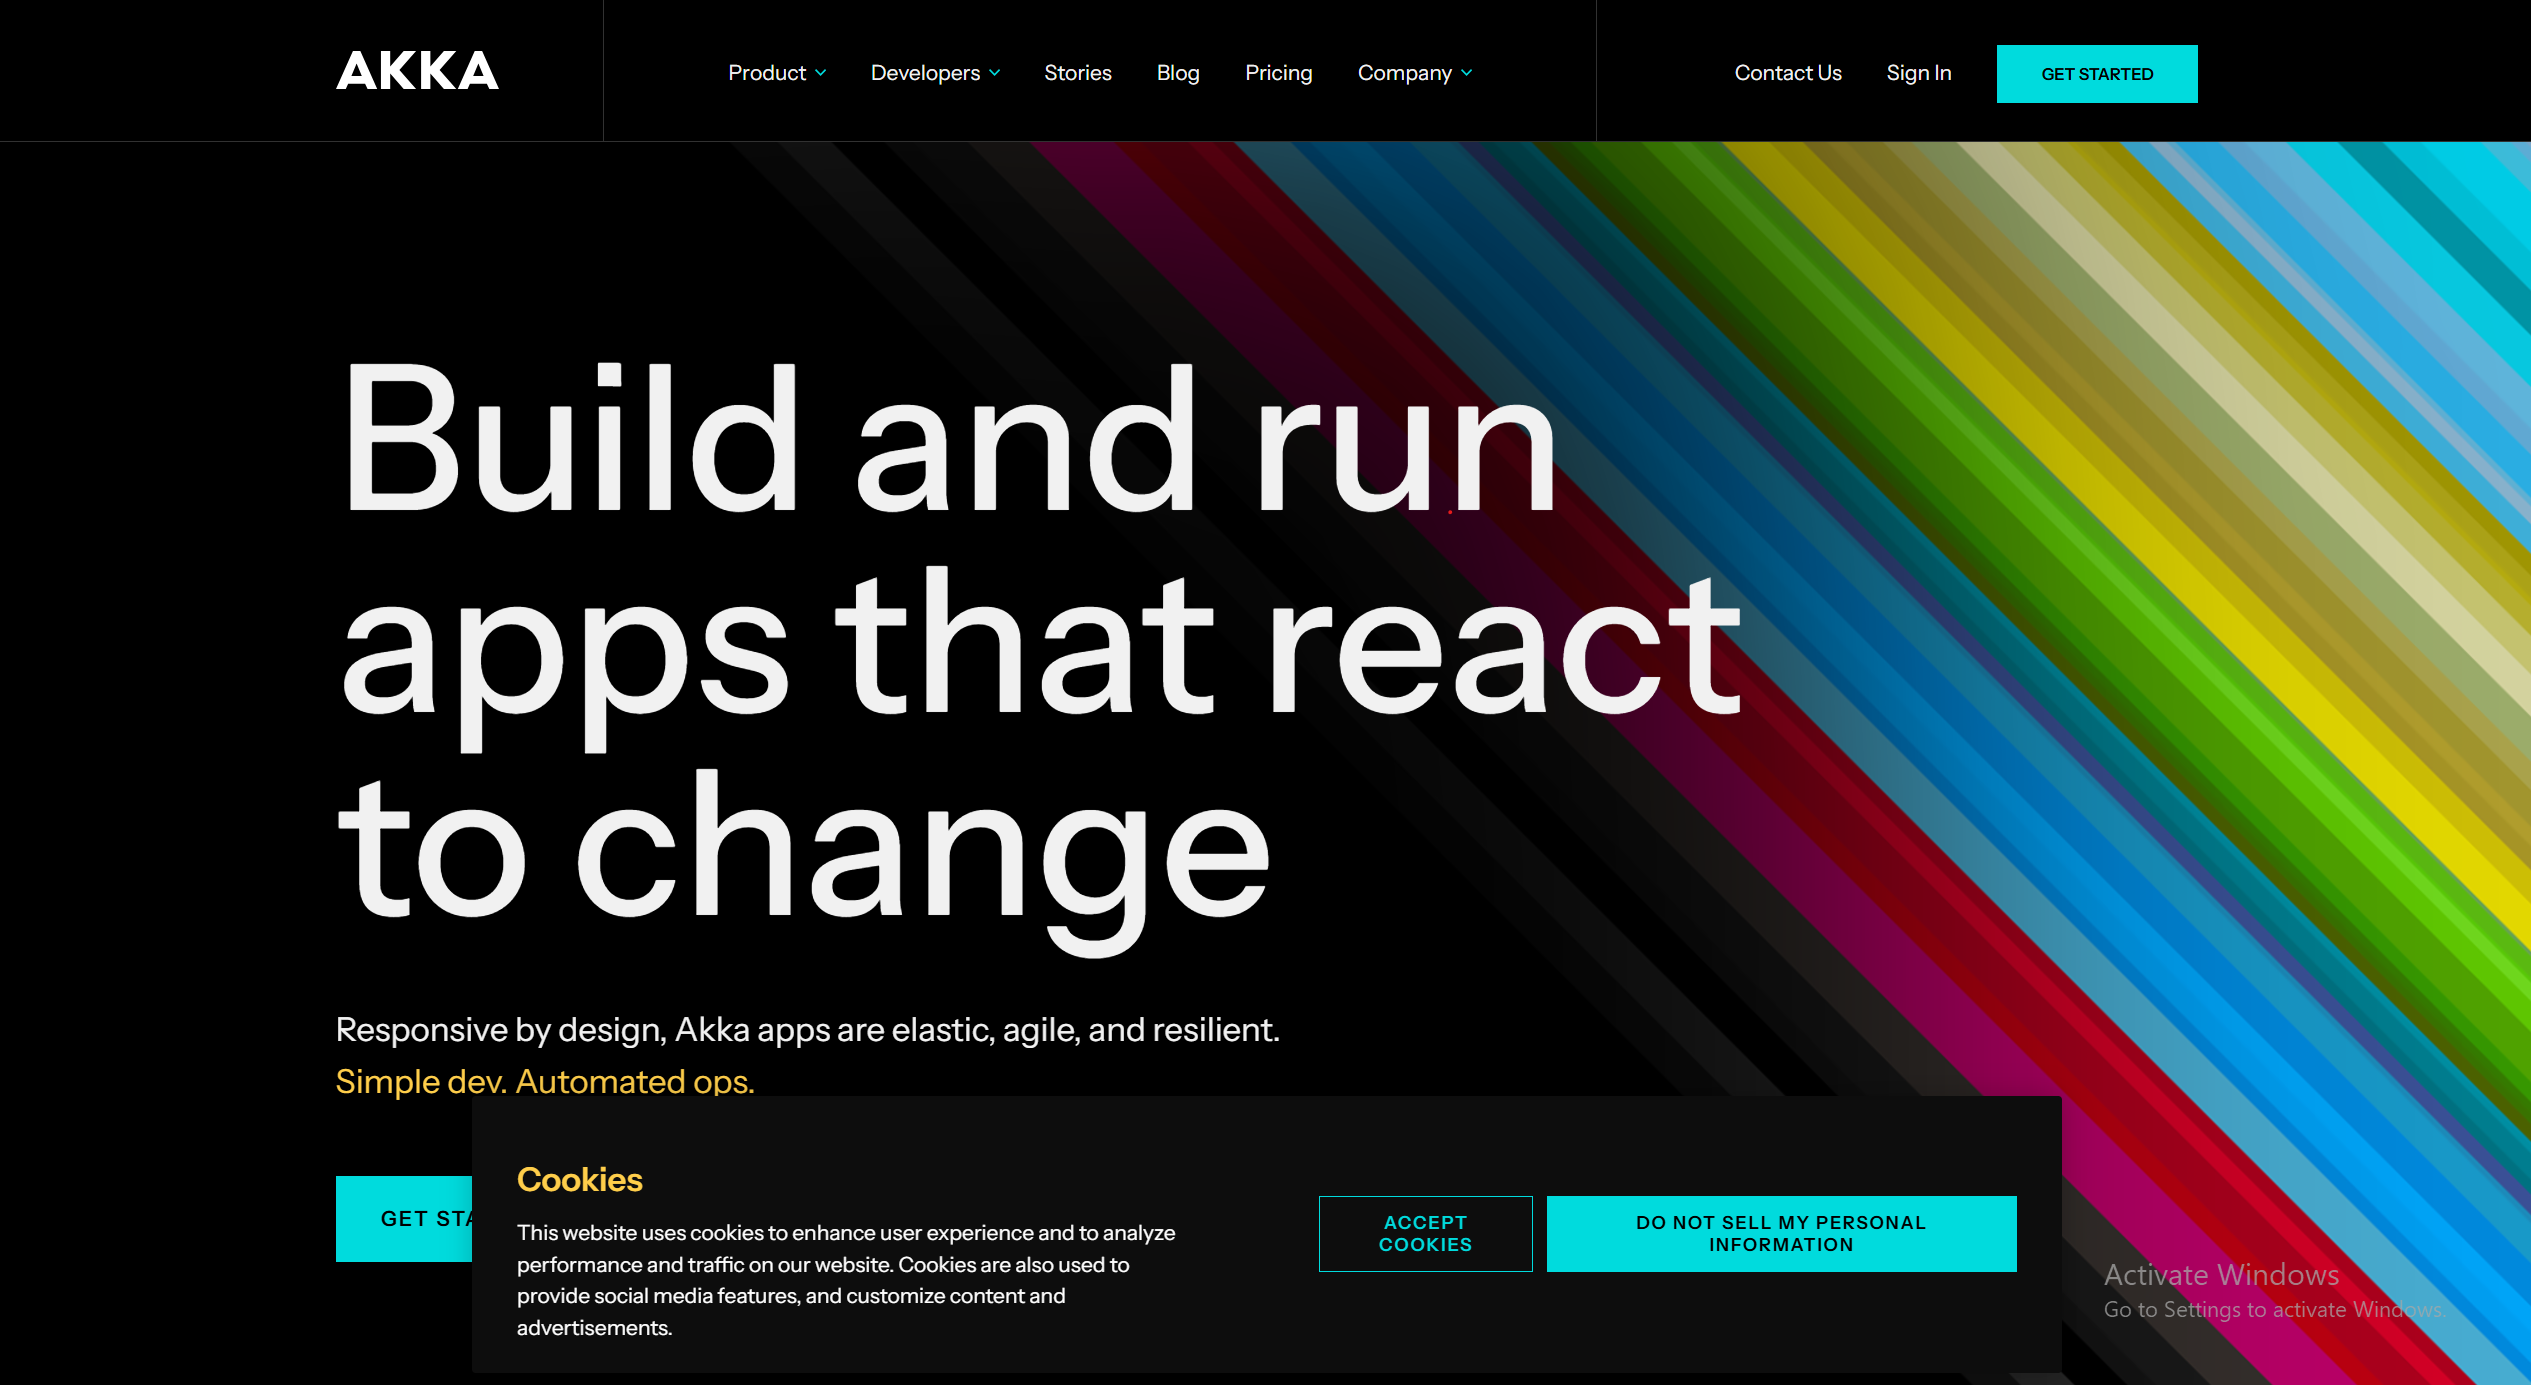 AKKA
Product
Developers
Stories
Blog
Pricing
Company
Contact Us
Sign In
GET STARTED
Build and run
apps that react
to change
Responsive by design, Akka apps are elastic, agile, and resilient.
Simple dev. Automated ops.
GET STA
Cookies
This website uses cookies to enhance user experience and to analyze
performance and traffic on our website. Cookies are also used to
provide social media features, and customize content and
advertisements.
ACCEPT
COOKIES
DO NOT SELL MY PERSONAL
INFORMATION
Activate Windows
Go to Settings to activate Windows.